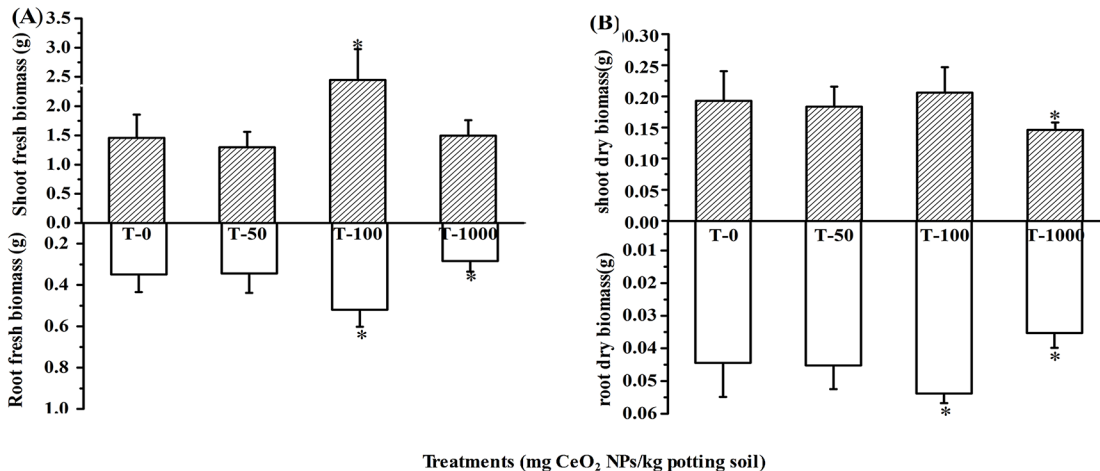 (A)
Shoot fresh biomass (g)
3.5
3.0
2.5
2.0
1.5
1.0
0.5
0.0
0.2
0.4
0.6
0.8
1.0
Root fresh biomass (g)
T-0 T-50 T-100 T-1000
* * * 
(B)
shoot dry biomass(g)
0.30
0.25
0.20
0.15
0.10
0.05
0.00
0.01
0.02
0.03
0.04
0.05
0.06
root dry biomass(g)
T-0 T-50 T-100 T-1000
* * *
Treatments (mg CeO₂ NPs/kg potting soil)